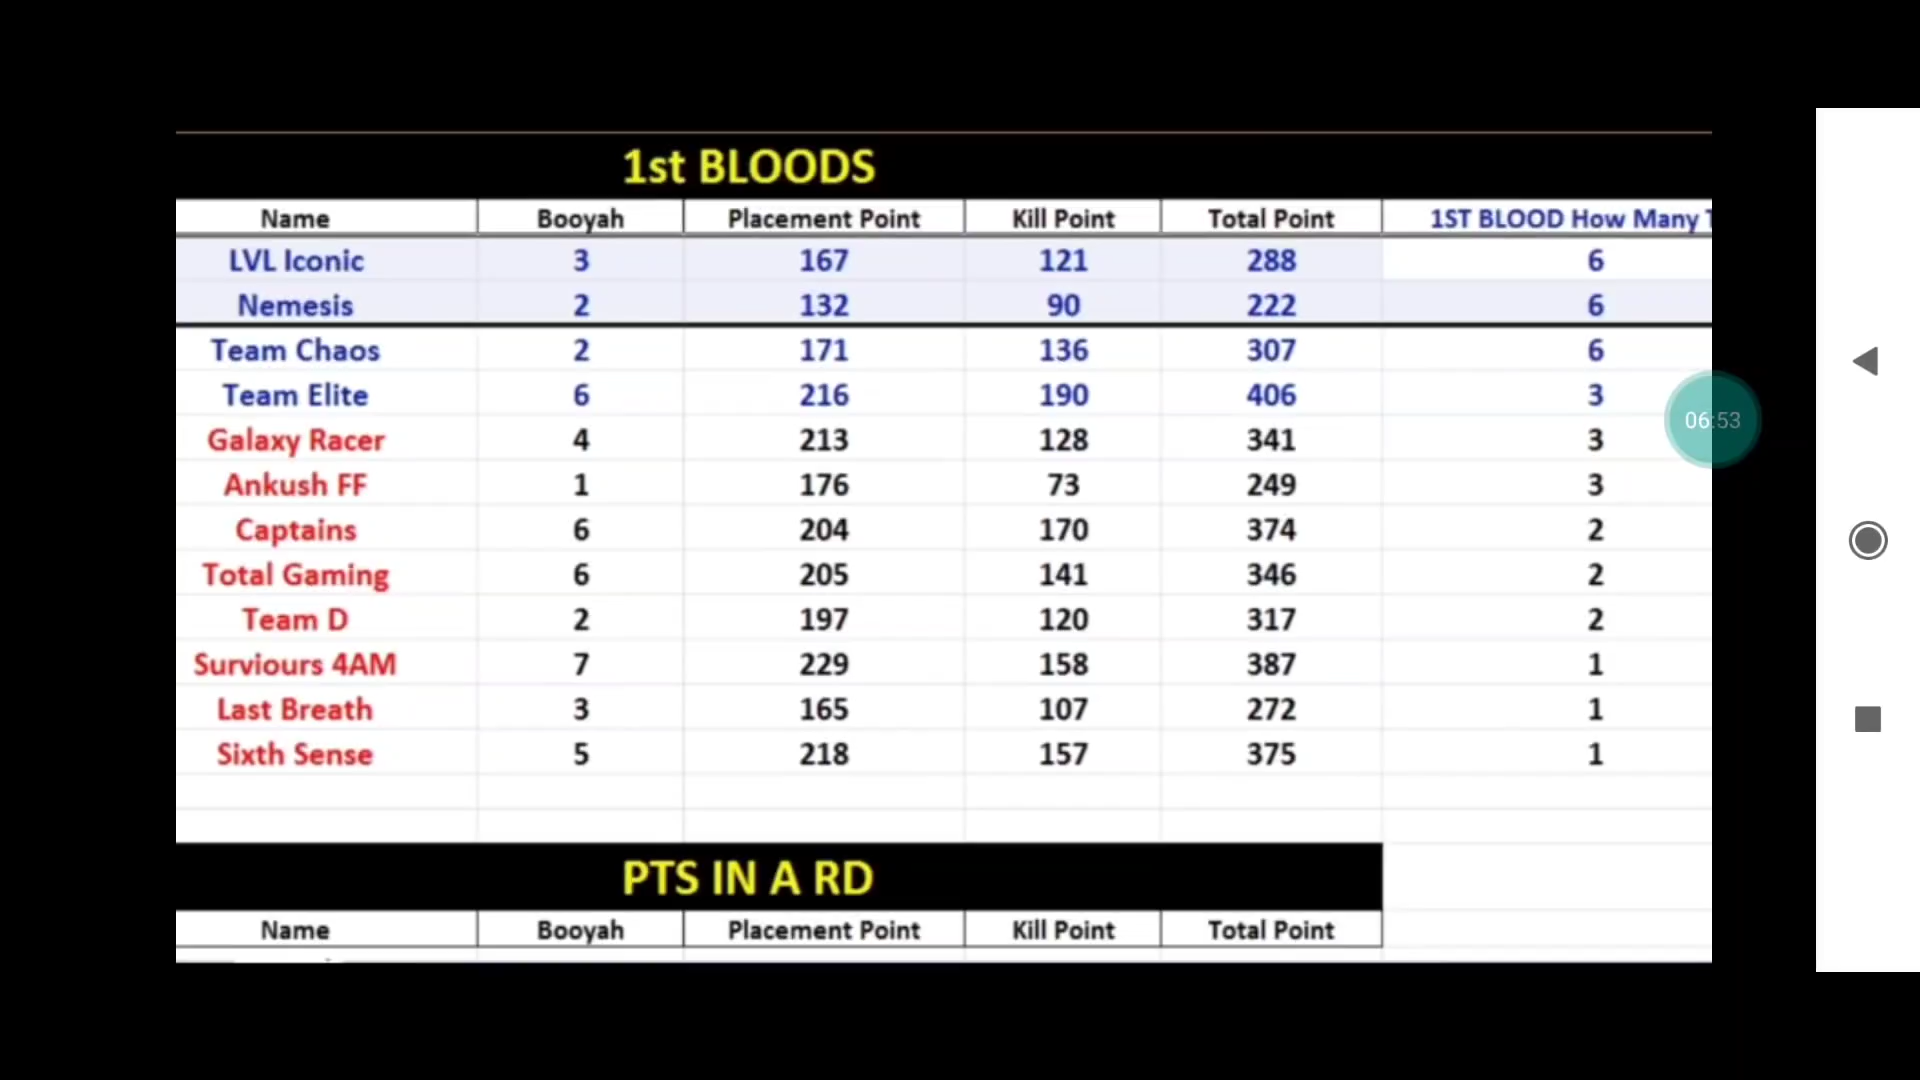 1st BLOODS
Name Booyah Placement Point Kill Point Total Point 1ST BLOOD How Many
LVL Iconic 3 167 121 288 6
Nemesis 2 132 90 222 6
Team Chaos 2 171 136 307 6
Team Elite 6 216 190 406 3
Galaxy Racer 4 213 128 341 3
Ankush FF 1 176 73 249 3
Captains 6 204 170 374 2
Total Gaming 6 205 141 346 2
Team D 2 197 120 317 2
Surviours 4AM 7 229 158 387 1
Last Breath 3 165 107 272 1
Sixth Sense 5 218 157 375 1
06:53
PTS IN A RD
Name Booyah Placement Point Kill Point Total Point